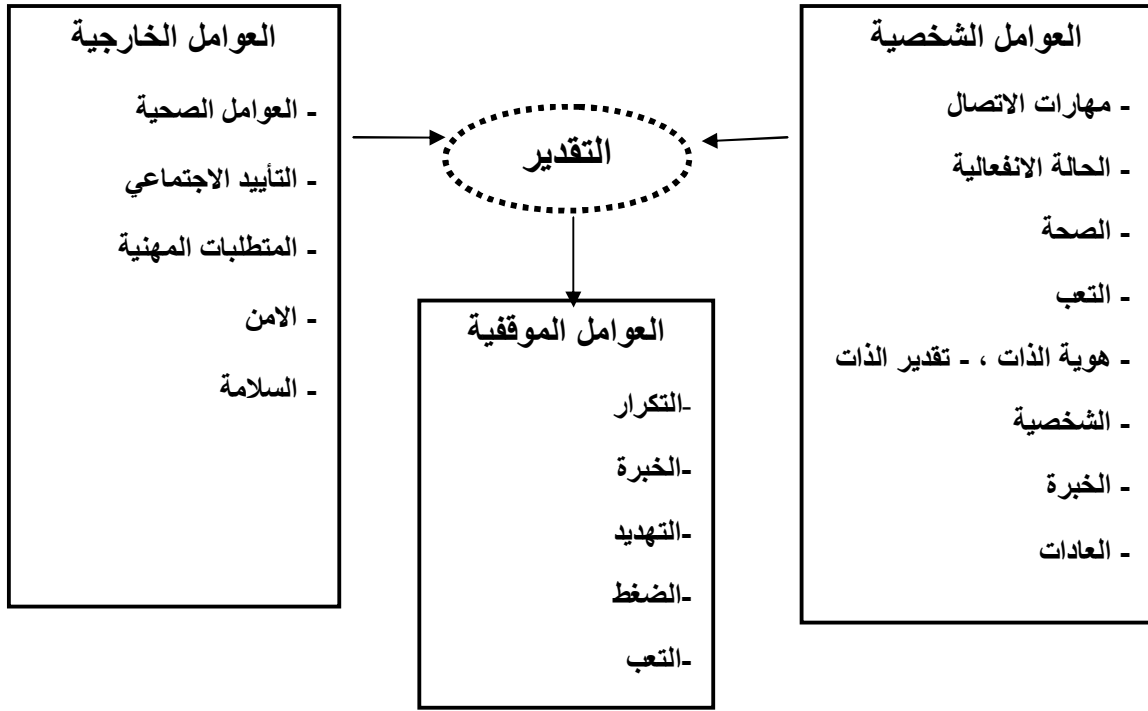 العوامل الشخصية
- مهارات الاتصال
- الحالة الانفعالية
- الصحة
- التعب
- هوية الذات ، - تقدير الذات
- الشخصية
- الخبرة
- العادات
التقدير
العوامل الخارجية
- العوامل الصحية
- التأييد الاجتماعي
- المتطلبات المهنية
- الامن
- السلامة
العوامل الموقفية
-التكرار
-الخبرة
-التهديد
-الضغط
-التعب